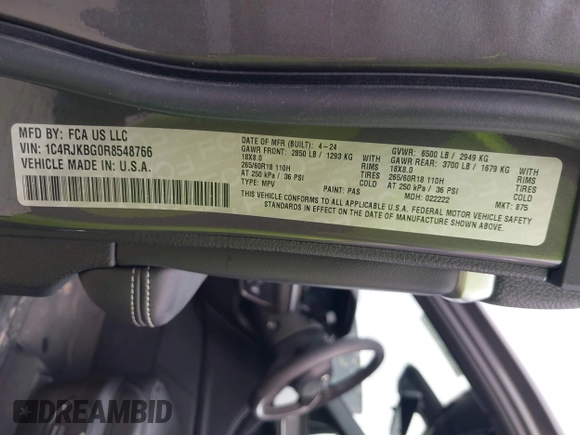 MFD BY: FCA US LLC
VIN: 1C4RJKBG0R8548766
VEHICLE MADE IN: U.S.A.
DATE OF MFR (BUILT): 4-24
GAWR FRONT: 2850 LB / 1293 KG WITH
18X8.0 RIMS
265/60R18 110H TIRES
AT 250 kPa / 36 PSI COLD
TYPE: MPV PAINT: PAS
GVWR: 6500 LB / 2949 KG
GAWR REAR: 3700 LB / 1679 KG WITH
18X8.0 RIMS
265/60R18 110H TIRES
AT 250 kPa / 36 PSI COLD
MDH: 022222 MKT: 875
THIS VEHICLE CONFORMS TO ALL APPLICABLE U.S.A. FEDERAL MOTOR VEHICLE SAFETY
STANDARDS IN EFFECT ON THE DATE OF MANUFACTURE SHOWN ABOVE.
DREAMBID